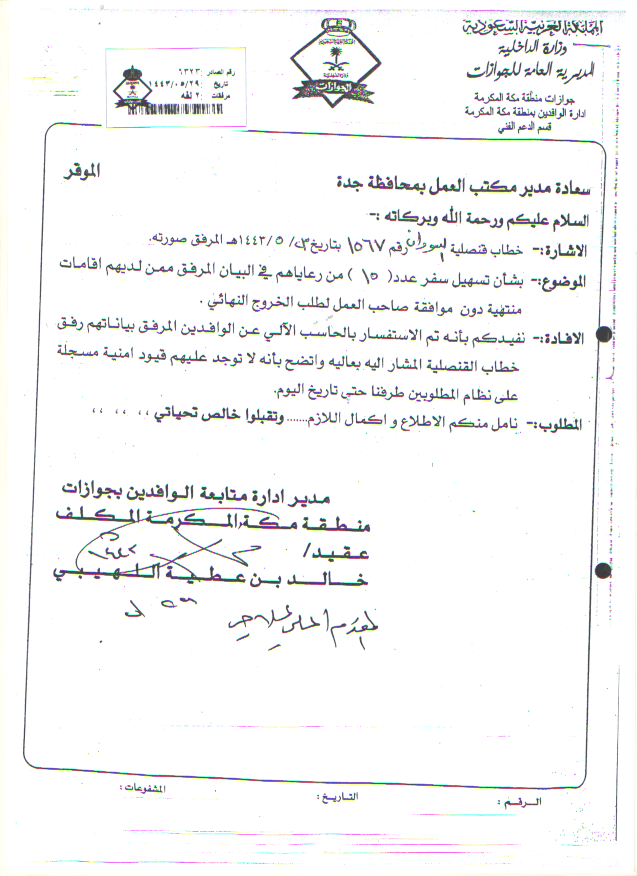 المملكة العربية السعودية
وزارة الداخلية
المديرية العامة للجوازات
جوازات منطقة مكة المكرمة
ادارة الوافدين بمنطقة مكة المكرمة
قسم الدعم الفني
الجوازات
رقم الصادر ٦٣٢٣
تاريخ ١٤٤٣/٠٥/٢٩
مرفقات ٢٠ لفه
الجوازات
سعادة مدير مكتب العمل بمحافظة جدة الموقر
السلام عليكم ورحمة الله وبركاته :-
الاشارة:- خطاب قنصلية السودان رقم ١٥٦٧ بتاريخ ٢٣/ ١٤٤٣/٥هـ المرفق صورته.
الموضوع:- بشأن تسهيل سفر عدد( ١٥ ) من رعاياهم في البيان المرفق ممن لديهم اقامات
منتهية دون موافقة صاحب العمل لطلب الخروج النهائي .
الافادة:- نفيدكم بأنه تم الاستفسار بالحاسب الآلي عن الوافدين المرفق بياناتهم رفق
خطاب القنصلية المشار اليه بعاليه واتضح بأنه لا توجد عليهم قيود امنية مسجلة
على نظام المطلوبين طرفنا حتى تاريخ اليوم.
المطلوب:- نامل منكم الاطلاع و اكمال اللازم......وتقبلوا خالص تحياتي ، ، ، ، ، ،
مدير ادارة متابعة الوافدين بجوازات
منطقة مكة المكرمة المكلف
عقيد/
خالد بن عطية اللهيبي
الرقم :
التاريخ :
المشفوعات :